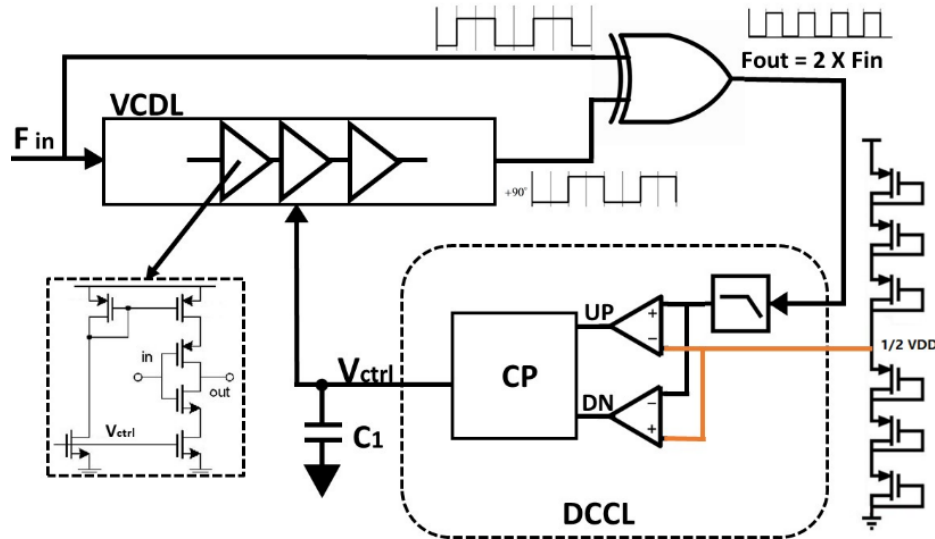 Fout = 2 X Fin
VCDL
F in
+90°
UP
1/2 VDD
in
out
Vctrl
Vctrl
CP
DN
C1
DCCL
+
−
−
+